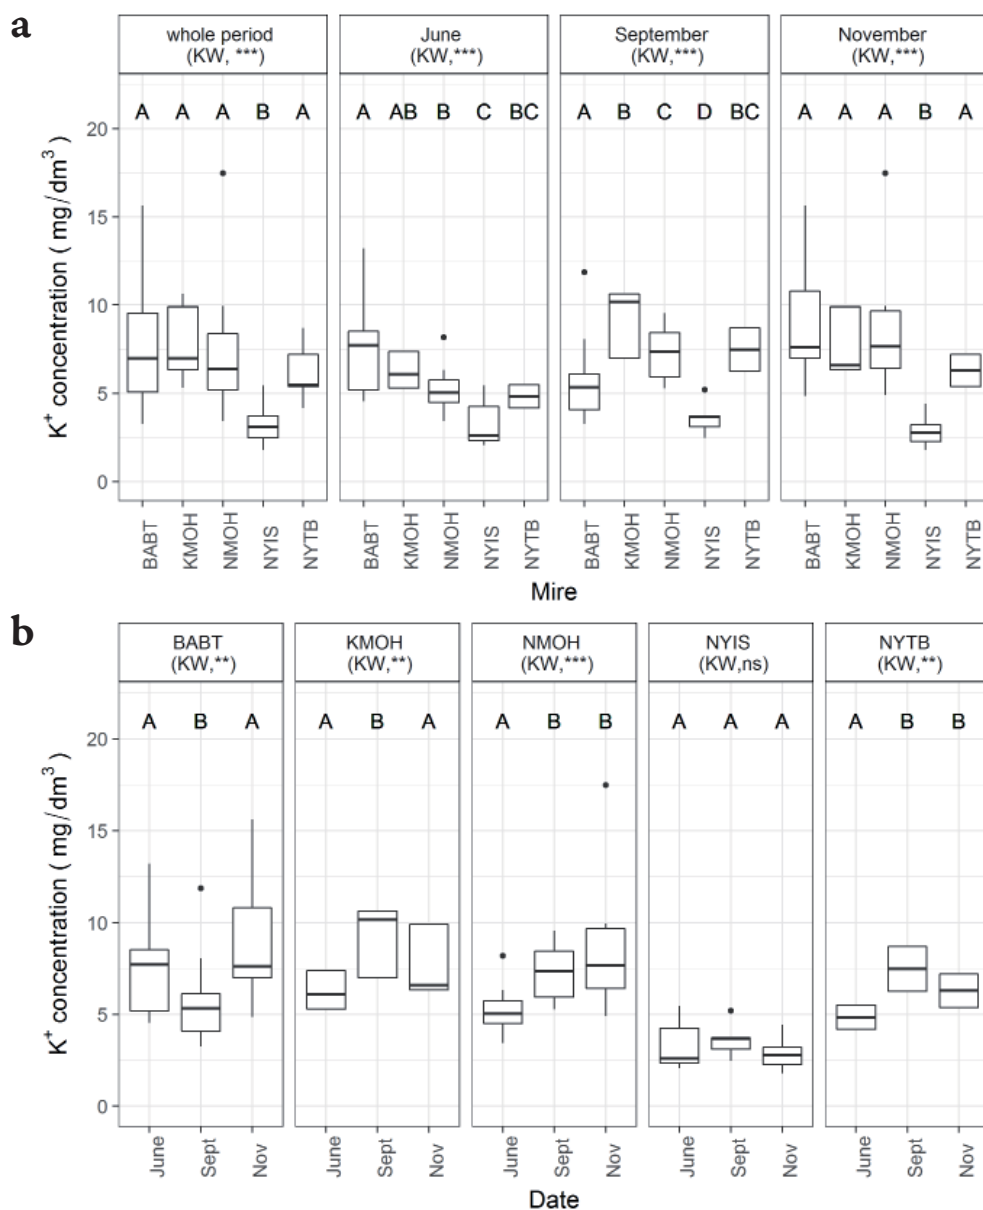 a
whole period
(KW, ***)
June
(KW,***)
September
(KW,***)
November
(KW,***)
A A A B A
A AB B C BC
A B C D BC
A A A B A
K⁺ concentration ( mg/dm³ )
20
15
10
5
0
BABT KMOH NMOH NYIS NYTB
BABT KMOH NMOH NYIS NYTB
BABT KMOH NMOH NYIS NYTB
BABT KMOH NMOH NYIS NYTB
Mire
b
BABT
(KW,**)
KMOH
(KW,**)
NMOH
(KW,***)
NYIS
(KW,ns)
NYTB
(KW,**)
A B A
A B A
A B B
A A A
A B B
K⁺ concentration ( mg/dm³ )
20
15
10
5
0
June Sept Nov
June Sept Nov
June Sept Nov
June Sept Nov
June Sept Nov
Date